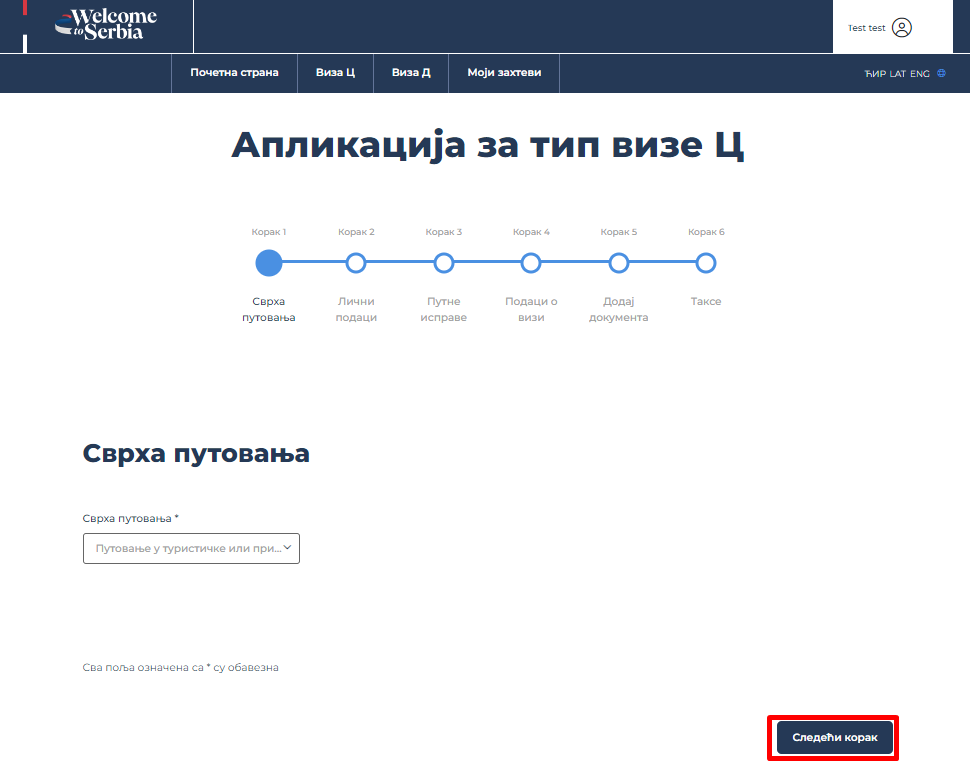 Welcome
to Serbia
Test test
Почетна страна Виза Ц Виза Д Моји захтеви
ЋИР LAT ENG
Апликација за тип визе Ц
Корак 1 Корак 2 Корак 3 Корак 4 Корак 5 Корак 6
Сврха Лични Путне Подаци о Додај Таксе
путовања подаци исправе визи документа
Сврха путовања
Сврха путовања *
Путовање у туристичке или при...
Сва поља означена са * су обавезна
Следећи корак